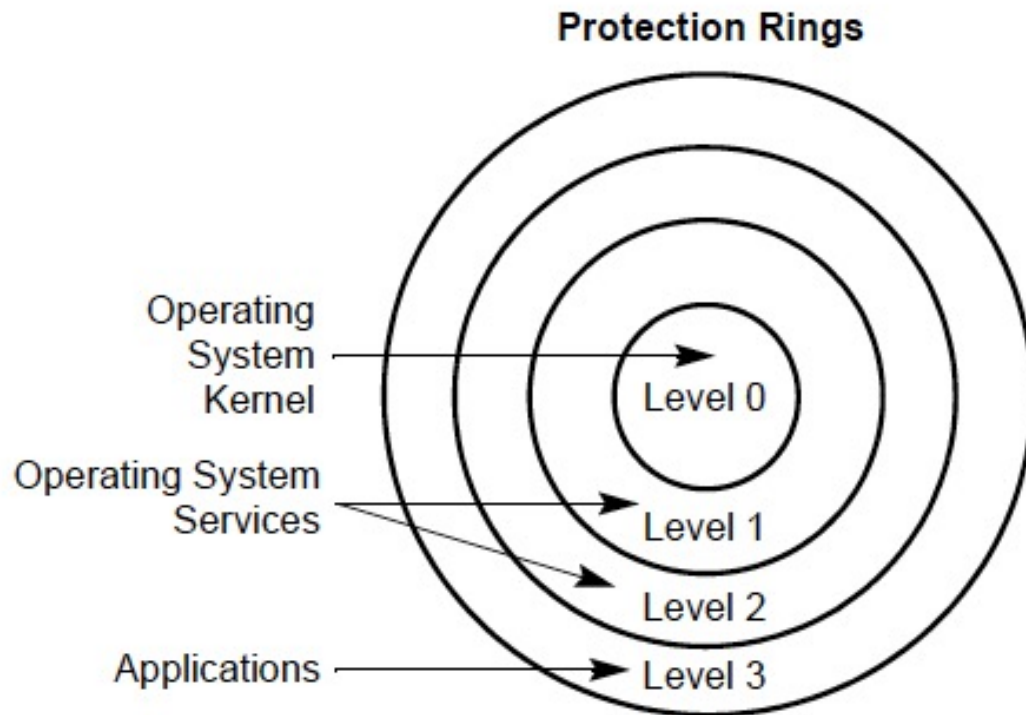 Protection Rings
Operating
System
Kernel
Level 0
Operating System
Services
Level 1
Level 2
Applications
Level 3